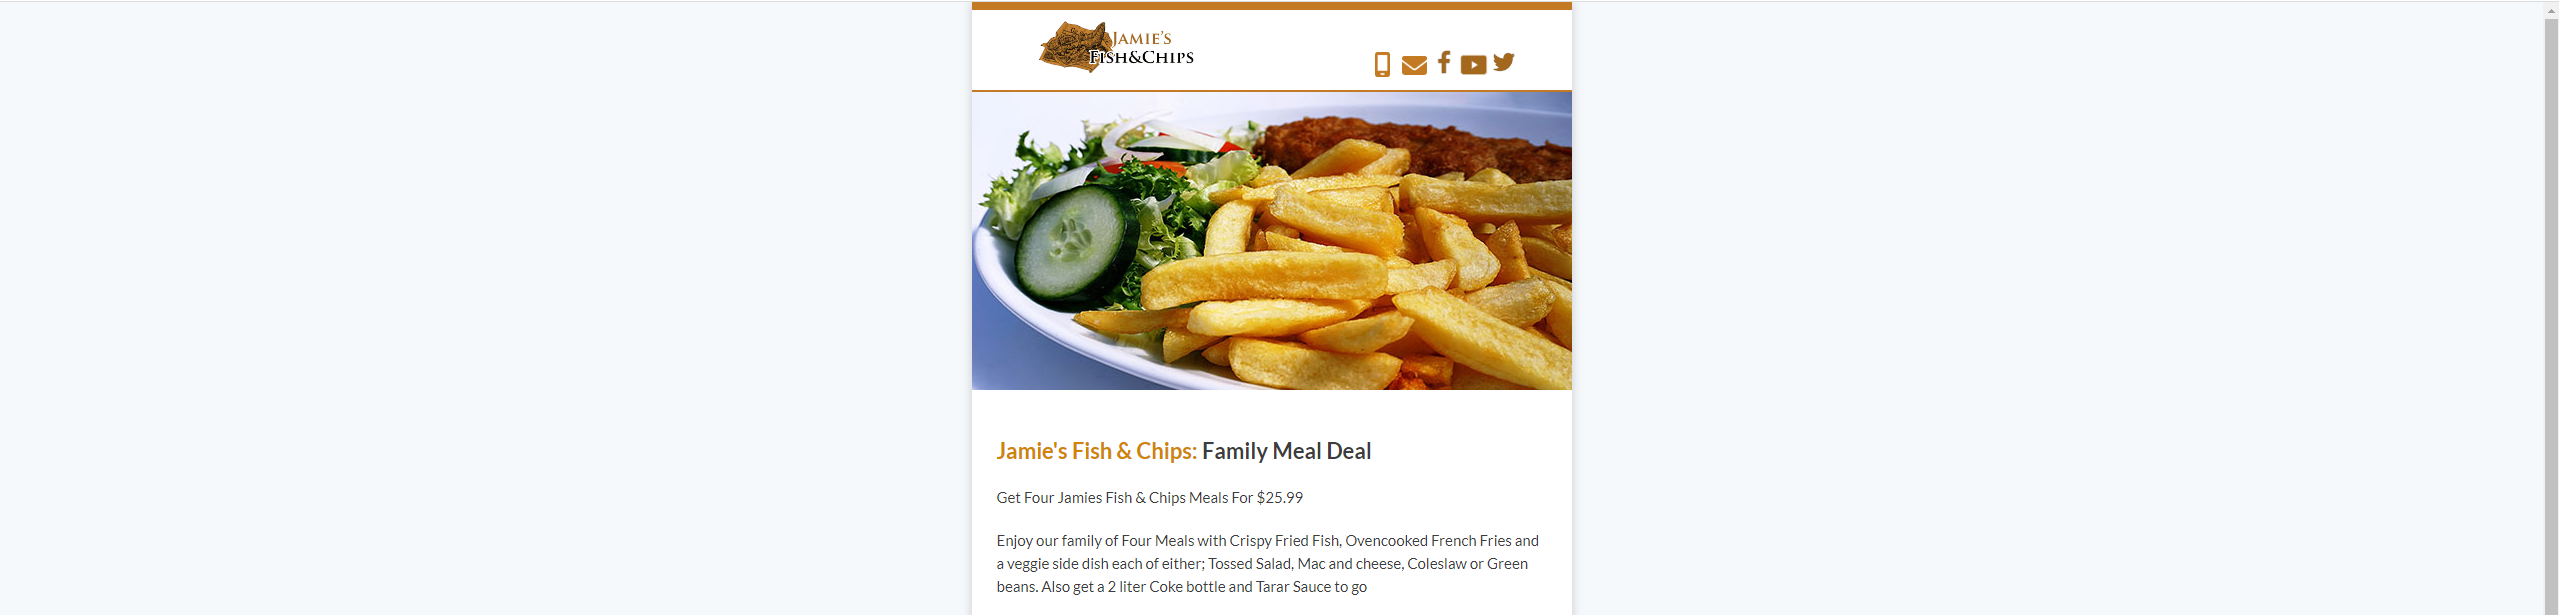 JAMIE'S
FISH&CHIPS
Jamie's Fish & Chips: Family Meal Deal
Get Four Jamies Fish & Chips Meals For $25.99
Enjoy our family of Four Meals with Crispy Fried Fish, Ovencooked French Fries and
a veggie side dish each of either; Tossed Salad, Mac and cheese, Coleslaw or Green
beans. Also get a 2 liter Coke bottle and Tarar Sauce to go